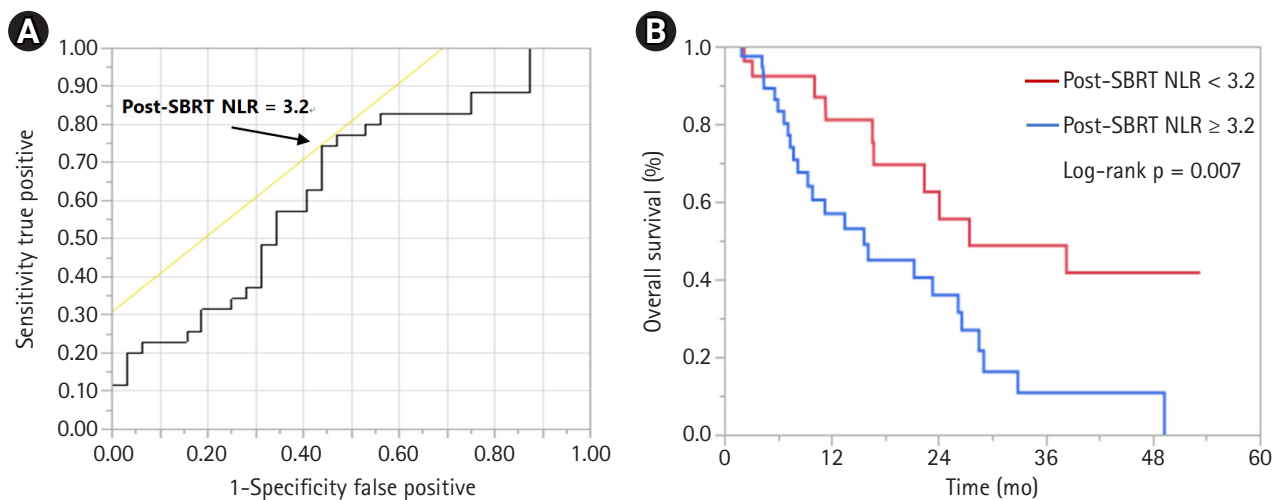 A
1.00
0.90
0.80
0.70
0.60
0.50
0.40
0.30
0.20
0.10
0.00
Sensitivity true positive
Post-SBRT NLR = 3.2
0.00 0.20 0.40 0.60 0.80 1.00
1-Specificity false positive
B
1.0
0.8
0.6
0.4
0.2
0.0
Overall survival (%)
Post-SBRT NLR < 3.2
Post-SBRT NLR ≥ 3.2
Log-rank p = 0.007
0 12 24 36 48 60
Time (mo)